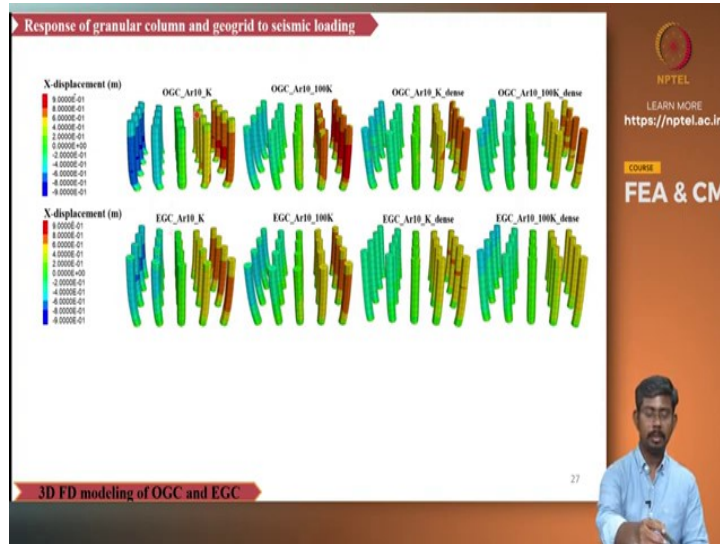 Response of granular column and geogrid to seismic loading
X-displacement (m)
9.0000E-01
8.0000E-01
6.0000E-01
4.0000E-01
2.0000E-01
0.0000E+00
-2.0000E-01
-4.0000E-01
-6.0000E-01
-8.0000E-01
-9.0000E-01
OGC_Ar10_K
OGC_Ar10_100K
OGC_Ar10_K_dense
OGC_Ar10_100K_dense
X-displacement (m)
9.0000E-01
8.0000E-01
6.0000E-01
4.0000E-01
2.0000E-01
0.0000E+00
-2.0000E-01
-4.0000E-01
-6.0000E-01
-8.0000E-01
-9.0000E-01
EGC_Ar10_K
EGC_Ar10_100K
EGC_Ar10_K_dense
EGC_Ar10_100K_dense
27
3D FD modeling of OGC and EGC
NPTEL
LEARN MORE
https://nptel.ac.in
COURSE
FEA & CM